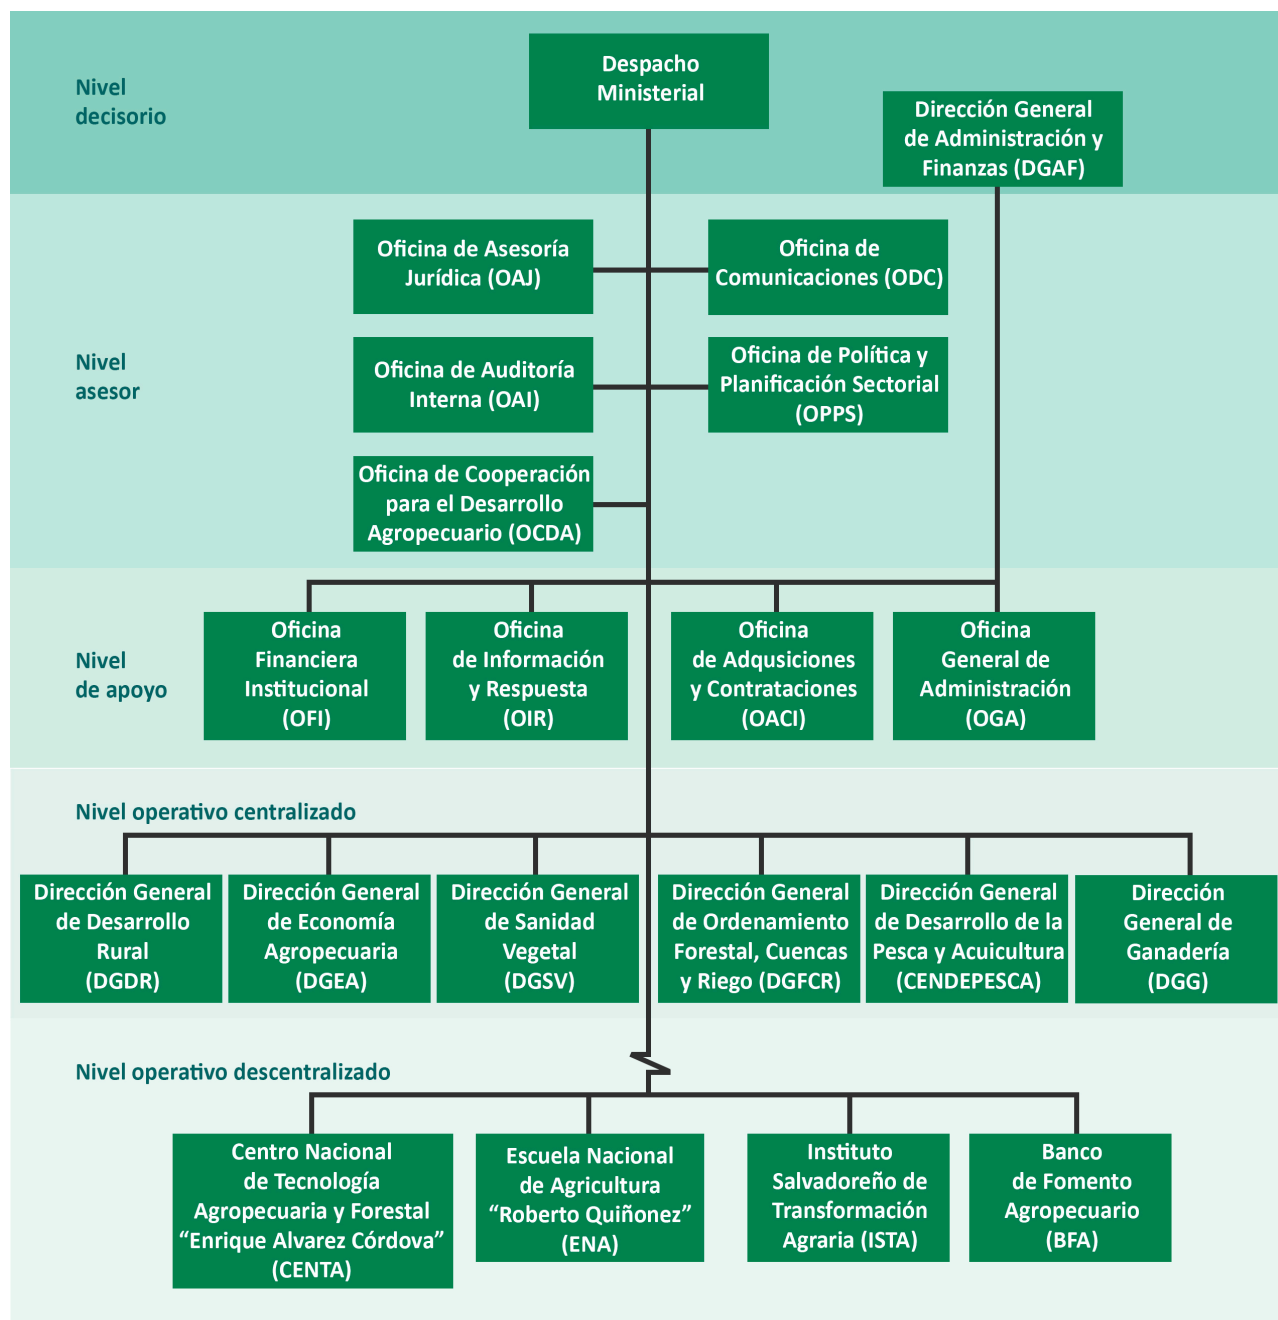 Nivel
decisorio
Despacho
Ministerial
Dirección General
de Administración y
Finanzas (DGAF)
Nivel
asesor
Oficina de Asesoría
Jurídica (OAJ)
Oficina de
Comunicaciones (ODC)
Oficina de Auditoría
Interna (OAI)
Oficina de Política y
Planificación Sectorial
(OPPS)
Oficina de Cooperación
para el Desarrollo
Agropecuario (OCDA)
Nivel
de apoyo
Oficina
Financiera
Institucional
(OFI)
Oficina
de Información
y Respuesta
(OIR)
Oficina
de Adqusiciones
y Contrataciones
(OACI)
Oficina
General de
Administración
(OGA)
Nivel operativo centralizado
Dirección General
de Desarrollo
Rural
(DGDR)
Dirección General
de Economía
Agropecuaria
(DGEA)
Dirección General
de Sanidad
Vegetal
(DGSV)
Dirección General
de Ordenamiento
Forestal, Cuencas
y Riego (DGFCR)
Dirección General
de Desarrollo de la
Pesca y Acuicultura
(CENDEPESCA)
Dirección
General de
Ganadería
(DGG)
Nivel operativo descentralizado
Centro Nacional
de Tecnología
Agropecuaria y Forestal
“Enrique Alvarez Córdova”
(CENTA)
Escuela Nacional
de Agricultura
“Roberto Quiñonez”
(ENA)
Instituto
Salvadoreño de
Transformación
Agraria (ISTA)
Banco
de Fomento
Agropecuario
(BFA)